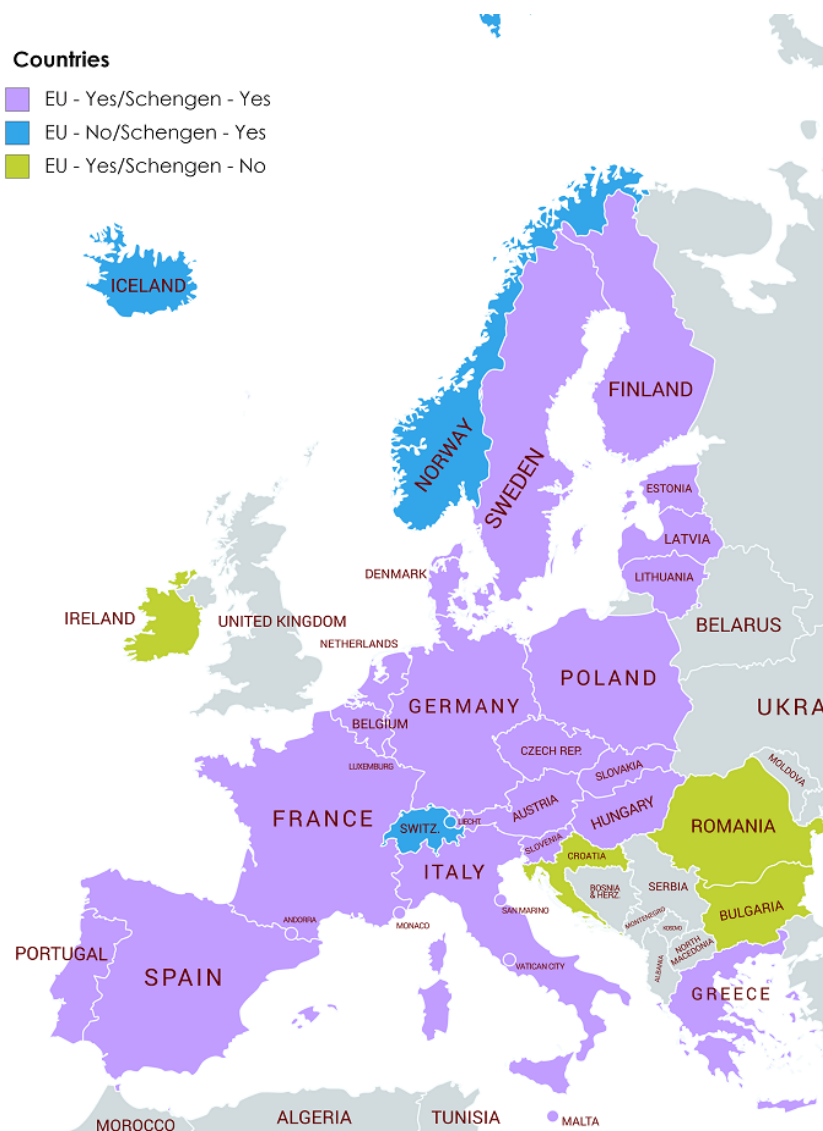 Countries
EU - Yes/Schengen - Yes
EU - No/Schengen - Yes
EU - Yes/Schengen - No
ICELAND
FINLAND
NORWAY
SWEDEN
ESTONIA
LATVIA
DENMARK
LITHUANIA
IRELAND
UNITED KINGDOM
BELARUS
NETHERLANDS
POLAND
GERMANY
UKRA
BELGIUM
CZECH REP.
LUXEMBURG
SLOVAKIA
MOLDOVA
AUSTRIA
HUNGARY
FRANCE
SWITZ.
LIECHT.
ROMANIA
SLOVENIA
CROATIA
ITALY
BOSNIA
& HERZ.
SERBIA
SAN MARINO
BULGARIA
ANDORRA
MONACO
MONTENEGRO
KOSOVO
PORTUGAL
NORTH
MACEDONIA
VATICAN CITY
ALBANIA
SPAIN
GREECE
MOROCCO
ALGERIA
TUNISIA
MALTA